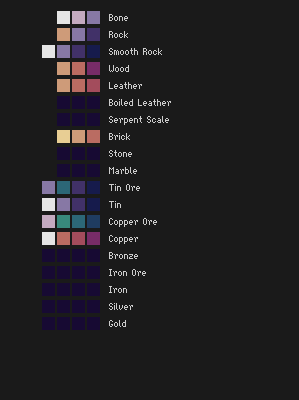 Bone
Rock
Smooth Rock
Wood
Leather
Boiled Leather
Serpent Scale
Brick
Stone
Marble
Tin Ore
Tin
Copper Ore
Copper
Bronze
Iron Ore
Iron
Silver
Gold